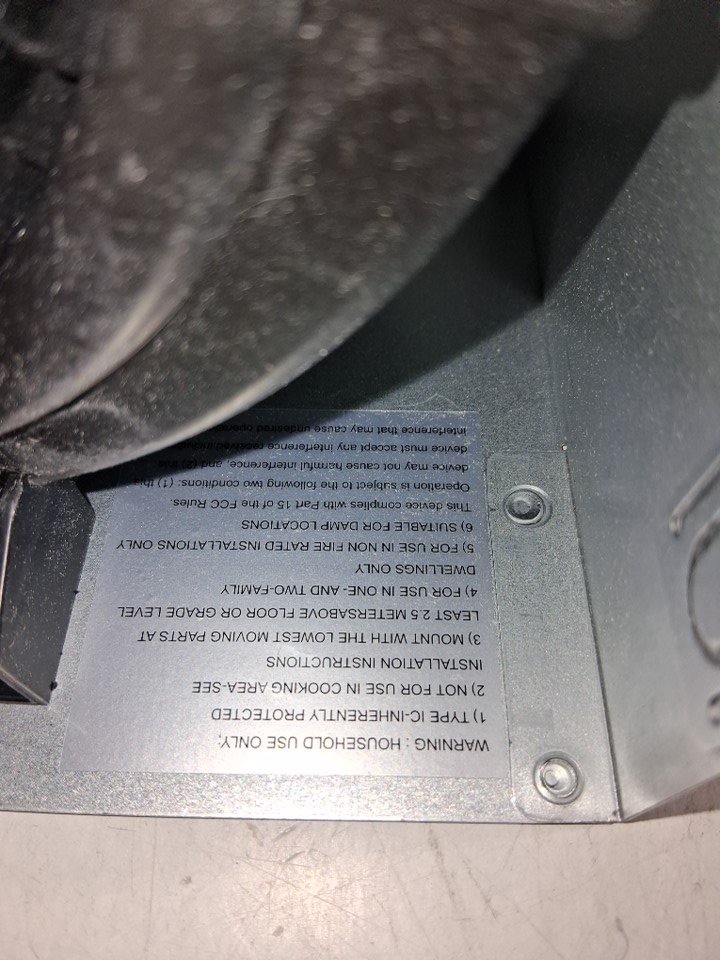 WARNING : HOUSEHOLD USE ONLY:
1) TYPE IC-INHERENTLY PROTECTED
2) NOT FOR USE IN COOKING AREA-SEE
INSTALLATION INSTRUCTIONS
3) MOUNT WITH THE LOWEST MOVING PARTS AT
LEAST 2.5 METERSABOVE FLOOR OR GRADE LEVEL
4) FOR USE IN ONE- AND TWO-FAMILY
DWELLINGS ONLY
5) FOR USE IN NON FIRE RATED INSTALLATIONS ONLY
6) SUITABLE FOR DAMP LOCATIONS
This device complies with Part 15 of the FCC Rules.
Operation is subject to the following two conditions: (1) this
device may not cause harmful interference, and (2) this
device must accept any interference received,
interference that may cause undesired